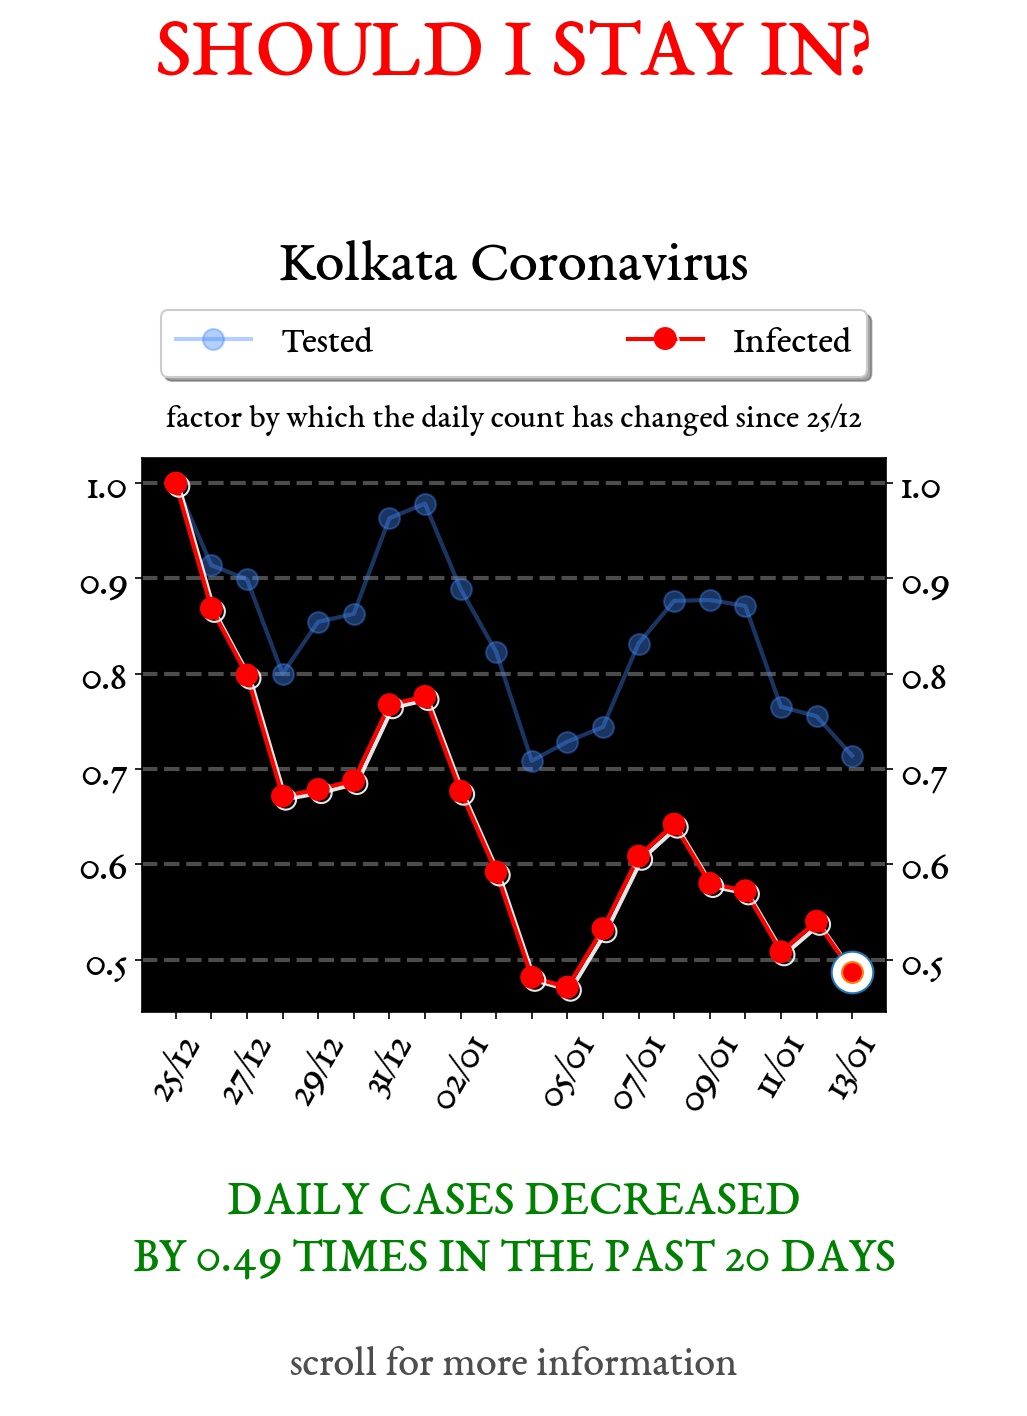 SHOULD I STAY IN?
Kolkata Coronavirus
Tested Infected
factor by which the daily count has changed since 25/12
1.0 1.0
0.9 0.9
0.8 0.8
0.7 0.7
0.6 0.6
0.5 0.5
25/12 27/12 29/12 31/12 02/01 05/01 07/01 09/01 11/01 13/01
DAILY CASES DECREASED
BY 0.49 TIMES IN THE PAST 20 DAYS
scroll for more information